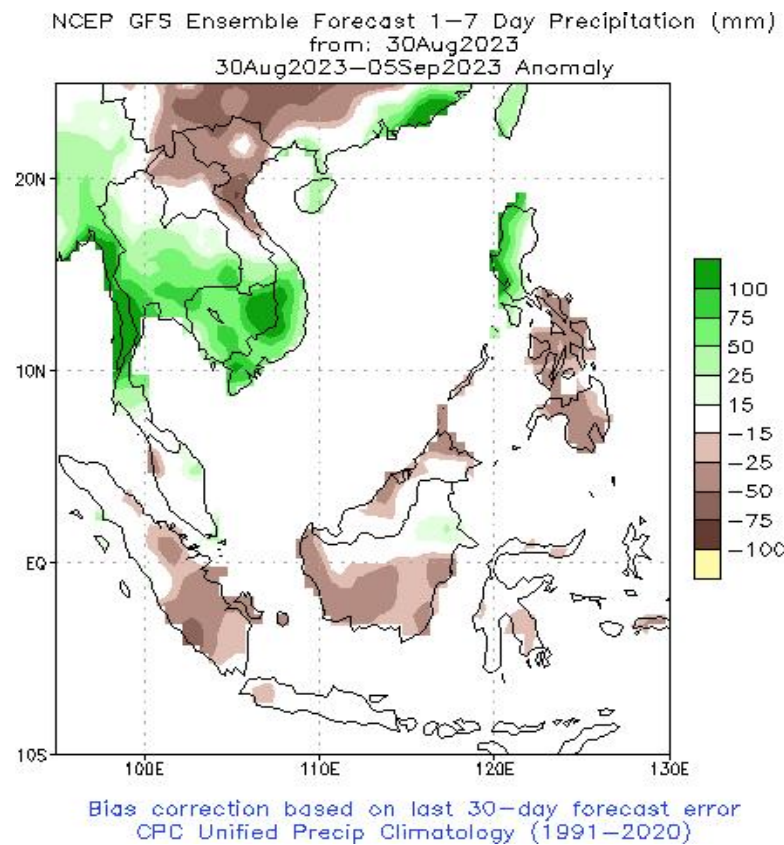 NCEP GFS Ensemble Forecast 1-7 Day Precipitation (mm)
from: 30Aug2023
30Aug2023-05Sep2023 Anomaly
20N
10N
EQ
10S
100E
110E
120E
130E
100
75
50
25
15
-15
-25
-50
-75
-100
Bias correction based on last 30-day forecast error
CPC Unified Precip Climatology (1991-2020)